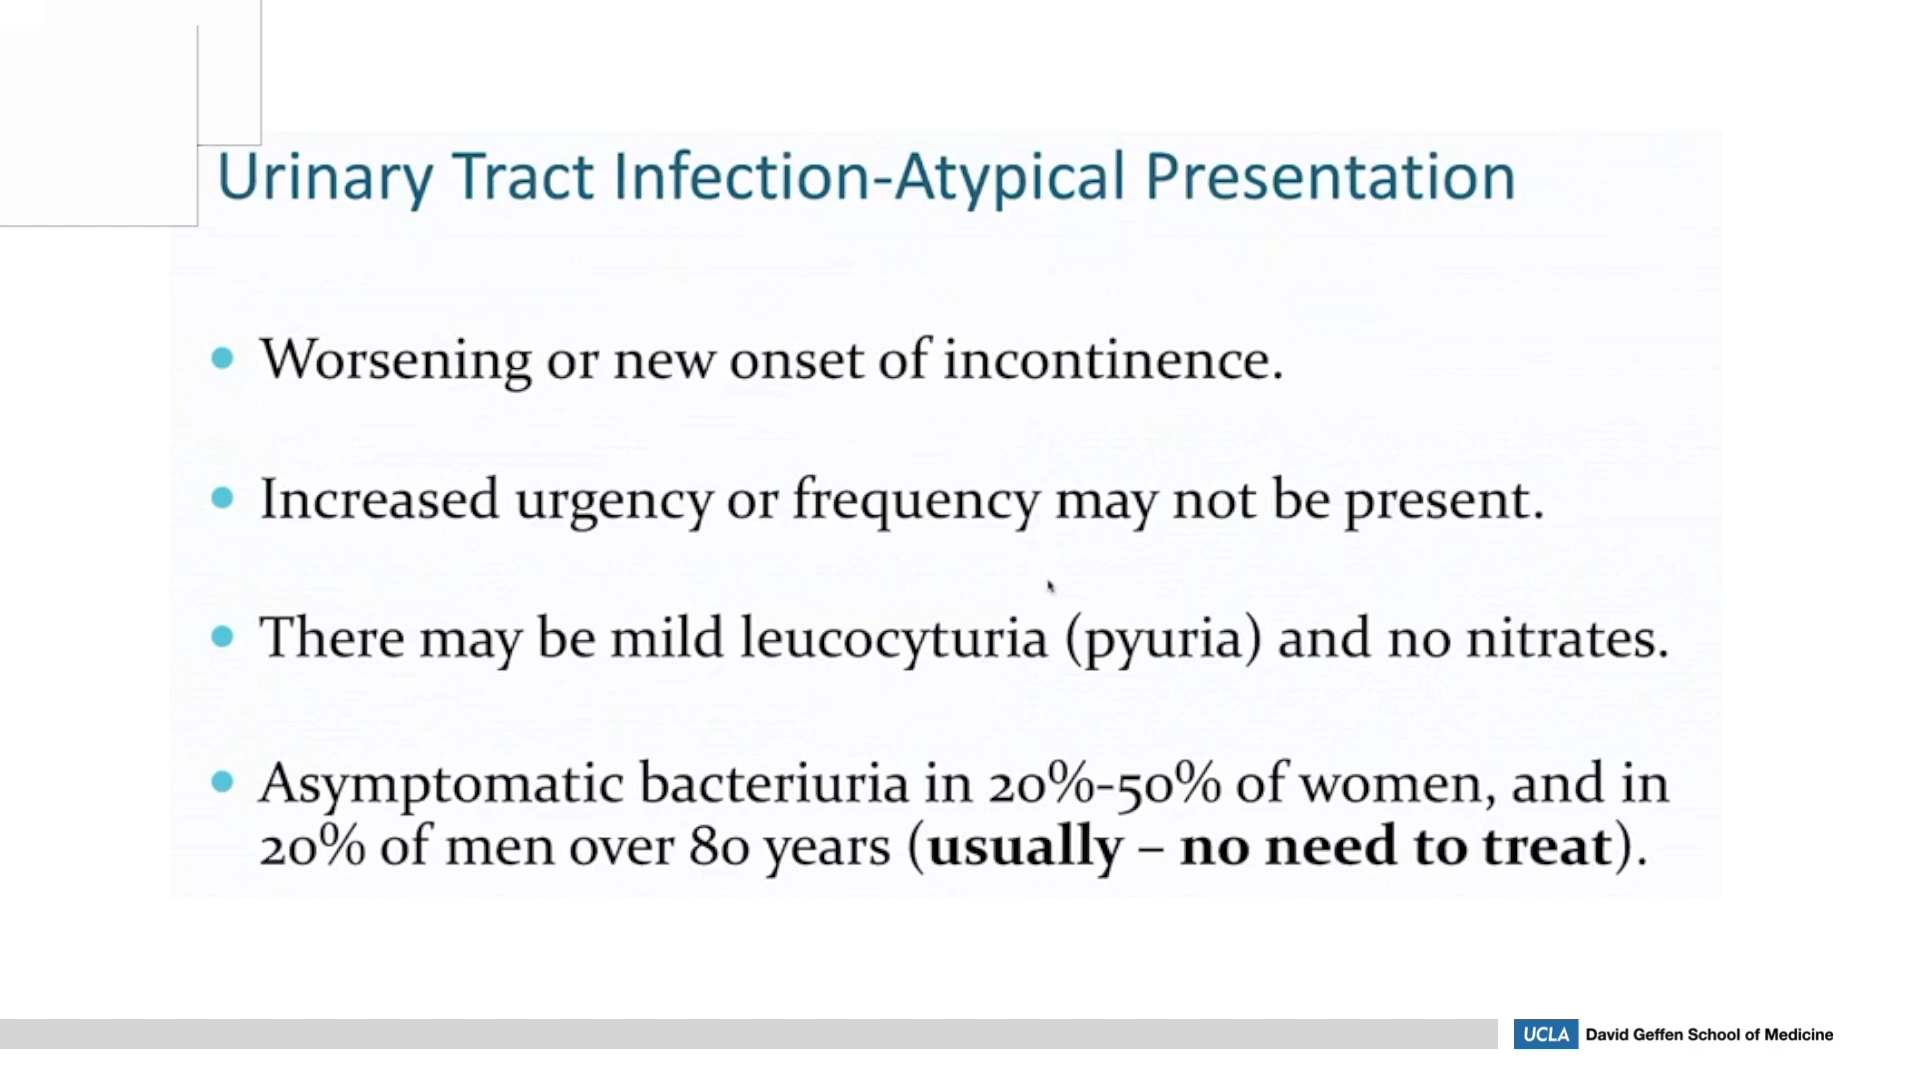 Urinary Tract Infection-Atypical Presentation
• Worsening or new onset of incontinence.
• Increased urgency or frequency may not be present.
• There may be mild leucocyturia (pyuria) and no nitrates.
• Asymptomatic bacteriuria in 20%-50% of women, and in
20% of men over 80 years (usually – no need to treat).
UCLA David Geffen School of Medicine